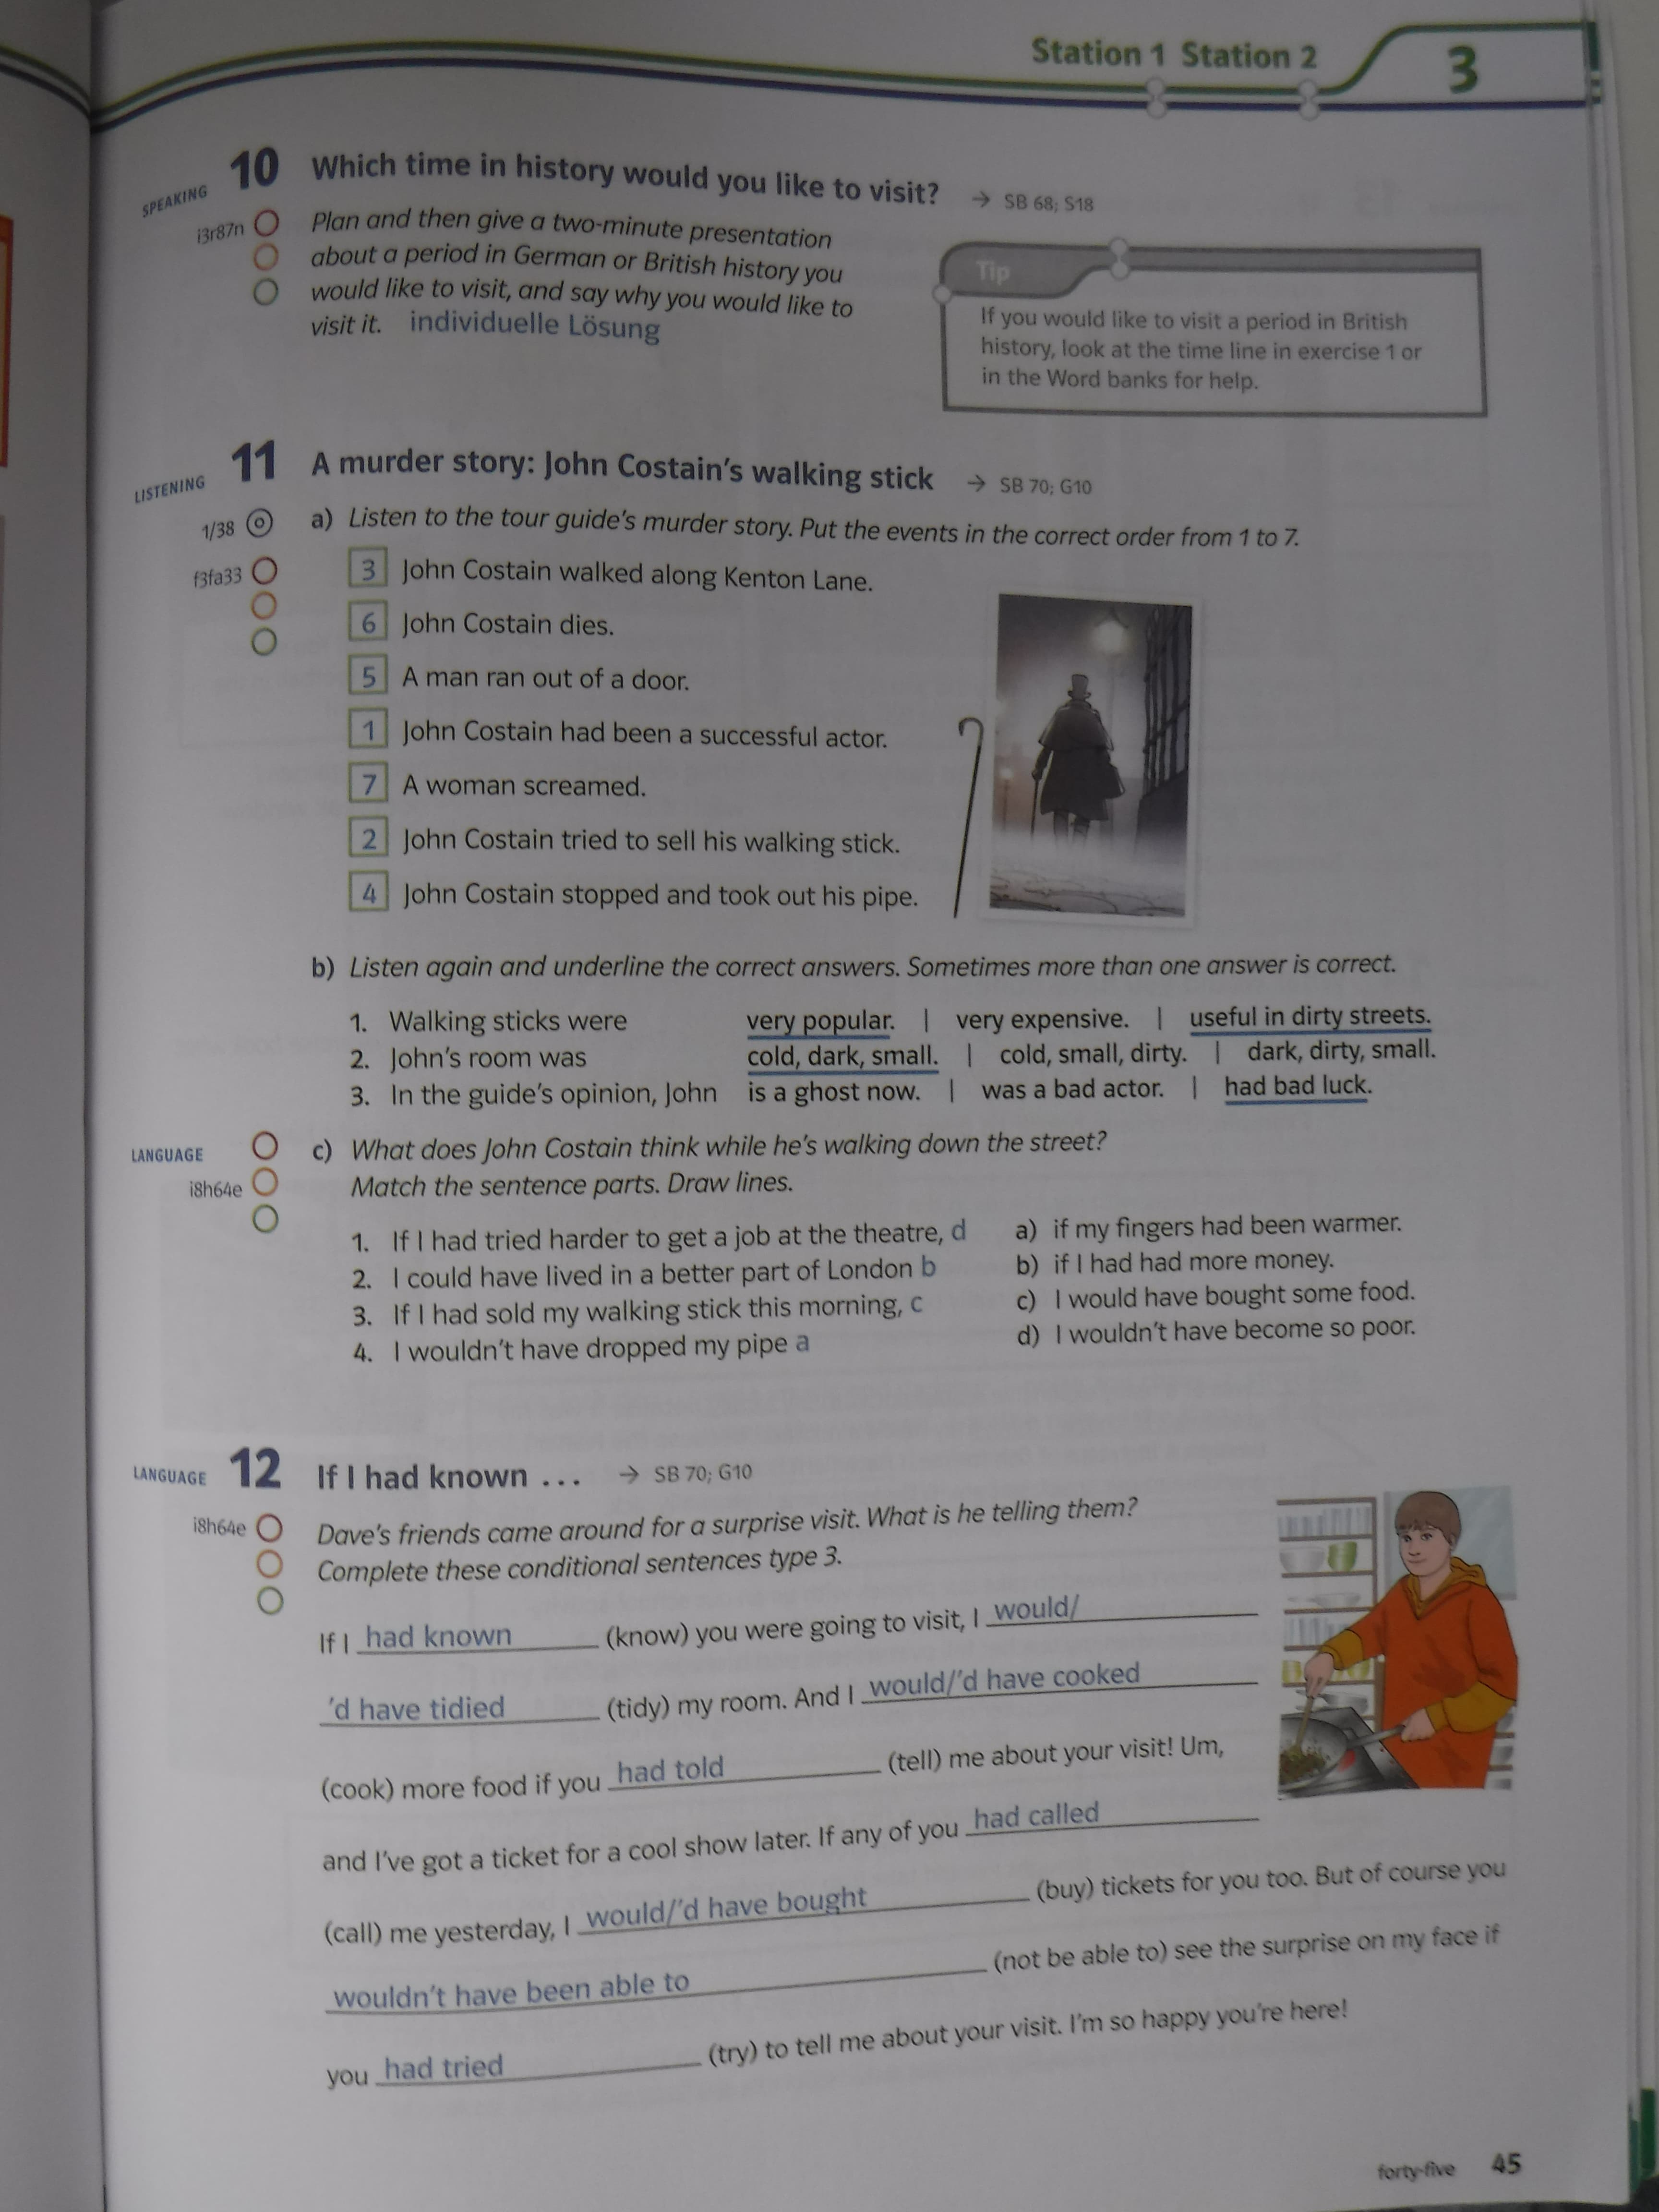 Station 1 Station 2 3
SPEAKING 10 Which time in history would you like to visit? → SB 68; S18
i3r87n
Plan and then give a two-minute presentation
about a period in German or British history you
would like to visit, and say why you would like to
visit it. individuelle Lösung
Tip
If you would like to visit a period in British
history, look at the time line in exercise 1 or
in the Word banks for help.
LISTENING 11 A murder story: John Costain's walking stick → SB 70; G10
1/38 a) Listen to the tour guide's murder story. Put the events in the correct order from 1 to 7.
f3fa33 3 John Costain walked along Kenton Lane.
6 John Costain dies.
5 A man ran out of a door.
1 John Costain had been a successful actor.
7 A woman screamed.
2 John Costain tried to sell his walking stick.
4 John Costain stopped and took out his pipe.
b) Listen again and underline the correct answers. Sometimes more than one answer is correct.
1. Walking sticks were very popular. | very expensive. | useful in dirty streets.
2. John's room was cold, dark, small. | cold, small, dirty. | dark, dirty, small.
3. In the guide's opinion, John is a ghost now. | was a bad actor. | had bad luck.
LANGUAGE c) What does John Costain think while he's walking down the street?
i8h64e Match the sentence parts. Draw lines.
1. If I had tried harder to get a job at the theatre, d a) if my fingers had been warmer.
2. I could have lived in a better part of London b b) if I had had more money.
3. If I had sold my walking stick this morning, c c) I would have bought some food.
4. I wouldn't have dropped my pipe a d) I wouldn't have become so poor.
LANGUAGE 12 If I had known ... → SB 70; G10
i8h64e Dave's friends came around for a surprise visit. What is he telling them?
Complete these conditional sentences type 3.
If I had known (know) you were going to visit, I would/
'd have tidied (tidy) my room. And I would/'d have cooked
(cook) more food if you had told (tell) me about your visit! Um,
and I've got a ticket for a cool show later. If any of you had called
(call) me yesterday, I would/'d have bought (buy) tickets for you too. But of course you
wouldn't have been able to (not be able to) see the surprise on my face if
you had tried (try) to tell me about your visit. I'm so happy you're here!
forty-five 45